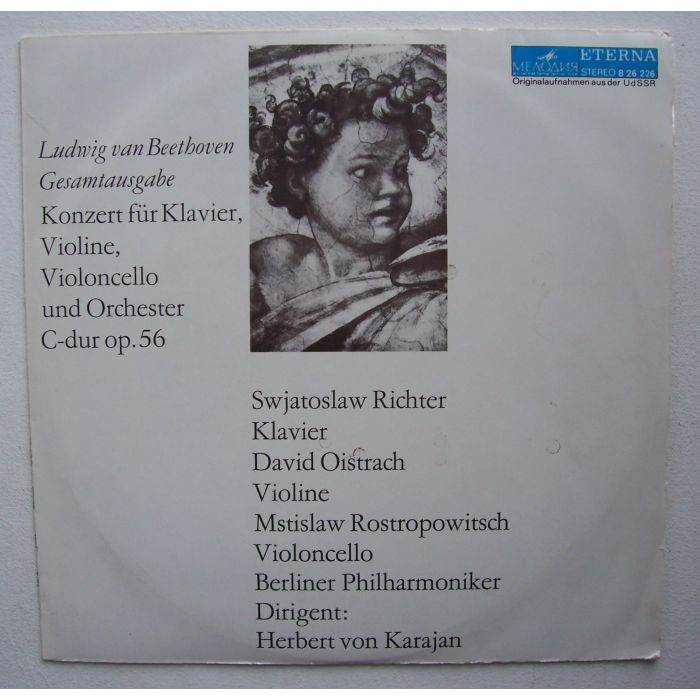 МЕЛОДИЯ
ETERNA
STEREO 8 26 226
Originalaufnahmen aus der UdSSR
Ludwig van Beethoven
Gesamtausgabe
Konzert für Klavier,
Violine,
Violoncello
und Orchester
C-dur op. 56
Swjatoslaw Richter
Klavier
David Oistrach
Violine
Mstislaw Rostropowitsch
Violoncello
Berliner Philharmoniker
Dirigent:
Herbert von Karajan